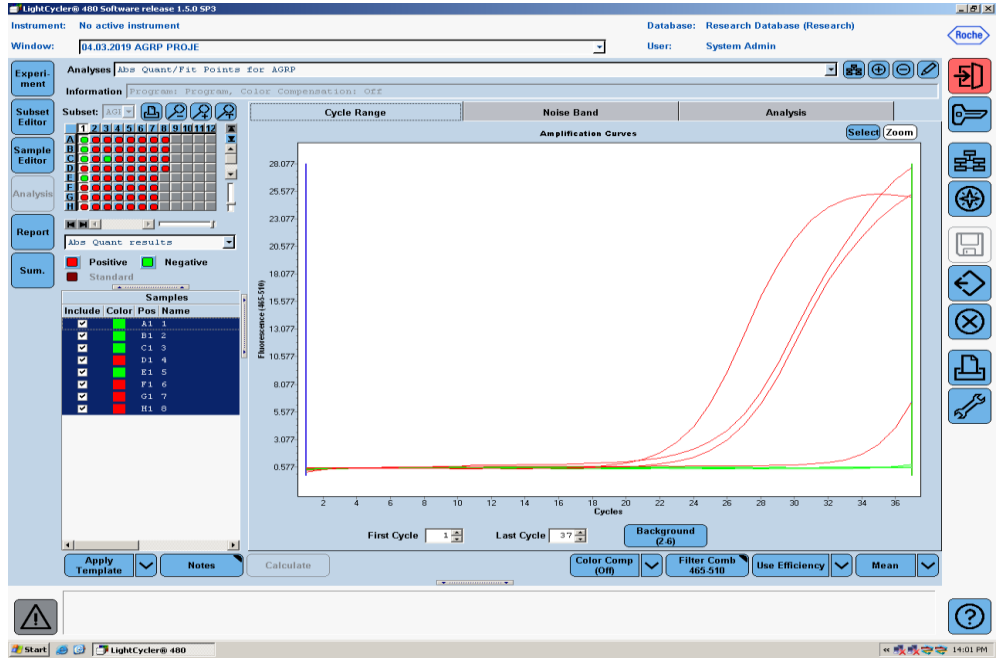 LightCycler® 480 Software release 1.5.0 SP3
Instrument: No active instrument
Database: Research Database (Research)
Window: 04.03.2019 AGRP PROJE
User: System Admin
Roche
Experi-
ment
Subset
Editor
Sample
Editor
Analysis
Report
Sum.
Analyses Abs Quant/Fit Points for AGRP
Information Program: Program, Color Compensation: Off
Subset: AGI
1 2 3 4 5 6 7 8 9 10 11 12
A
B
C
D
E
F
G
H
Abs Quant results
Positive Negative
Standard
Samples
Include Color Pos Name
A1 1
B1 2
C1 3
D1 4
E1 5
F1 6
G1 7
H1 8
Cycle Range Noise Band Analysis
Amplification Curves
Select Zoom
Fluorescence (465-510)
28.077
25.577
23.077
20.577
18.077
15.577
13.077
10.577
8.077
5.577
3.077
0.577
2 4 6 8 10 12 14 16 18 20 22 24 26 28 30 32 34 36
Cycles
First Cycle 1 Last Cycle 37 Background
(2-6)
Apply
Template
Notes
Calculate
Color Comp
(Off)
Filter Comb
465-510
Use Efficiency
Mean
Start LightCycler® 480 « 14:01 PM